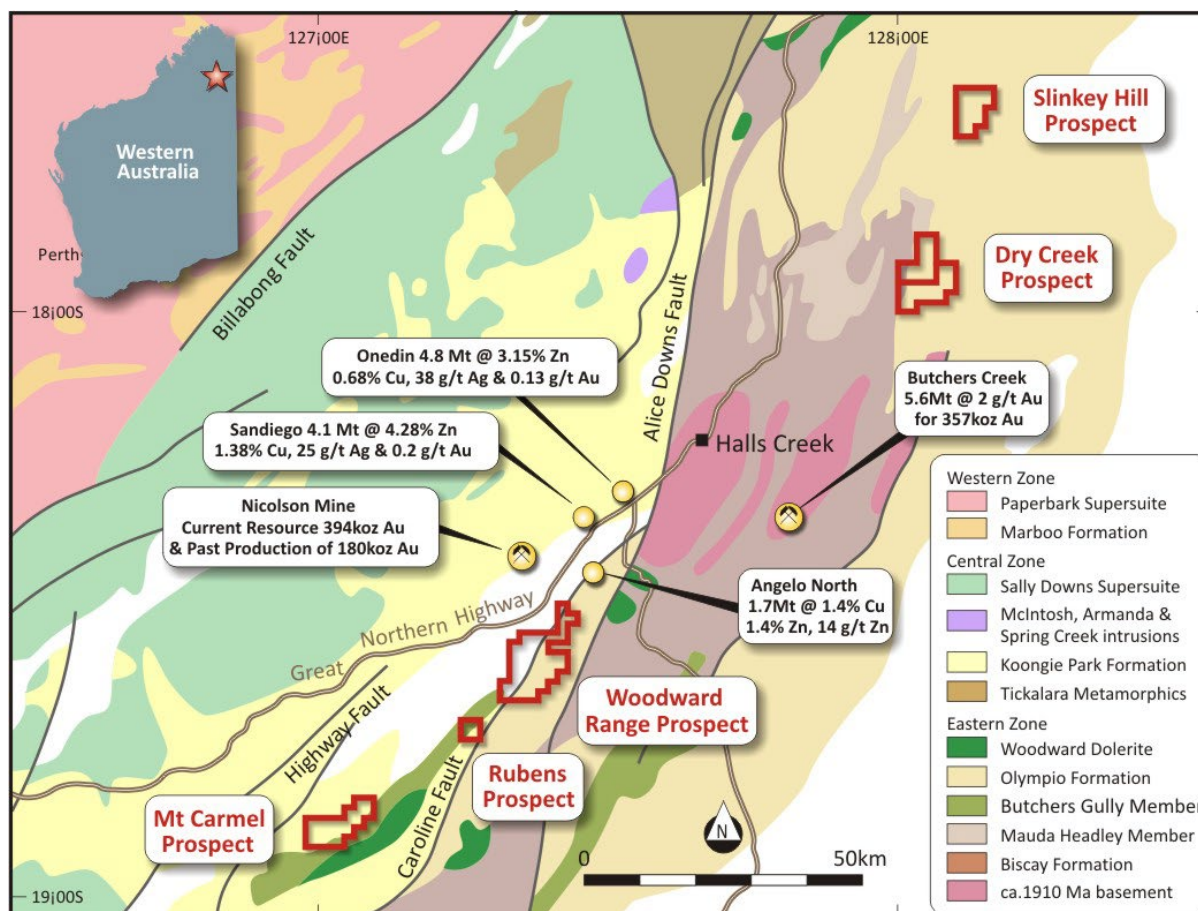 127¡00E
128¡00E
Western
Australia
Perth
18¡00S
Billabong Fault
Slinkey Hill
Prospect
Dry Creek
Prospect
Alice Downs Fault
Onedin 4.8 Mt @ 3.15% Zn
0.68% Cu, 38 g/t Ag & 0.13 g/t Au
Butchers Creek
5.6Mt @ 2 g/t Au
for 357koz Au
Sandiego 4.1 Mt @ 4.28% Zn
1.38% Cu, 25 g/t Ag & 0.2 g/t Au
Halls Creek
Nicolson Mine
Current Resource 394koz Au
& Past Production of 180koz Au
Angelo North
1.7Mt @ 1.4% Cu
1.4% Zn, 14 g/t Zn
Great Northern Highway
Highway Fault
Woodward
Range Prospect
Rubens
Prospect
Caroline Fault
Mt Carmel
Prospect
N
0
50km
19¡00S
Western Zone
Paperbark Supersuite
Marboo Formation
Central Zone
Sally Downs Supersuite
McIntosh, Armanda &
Spring Creek intrusions
Koongie Park Formation
Tickalara Metamorphics
Eastern Zone
Woodward Dolerite
Olympio Formation
Butchers Gully Member
Mauda Headley Member
Biscay Formation
ca.1910 Ma basement